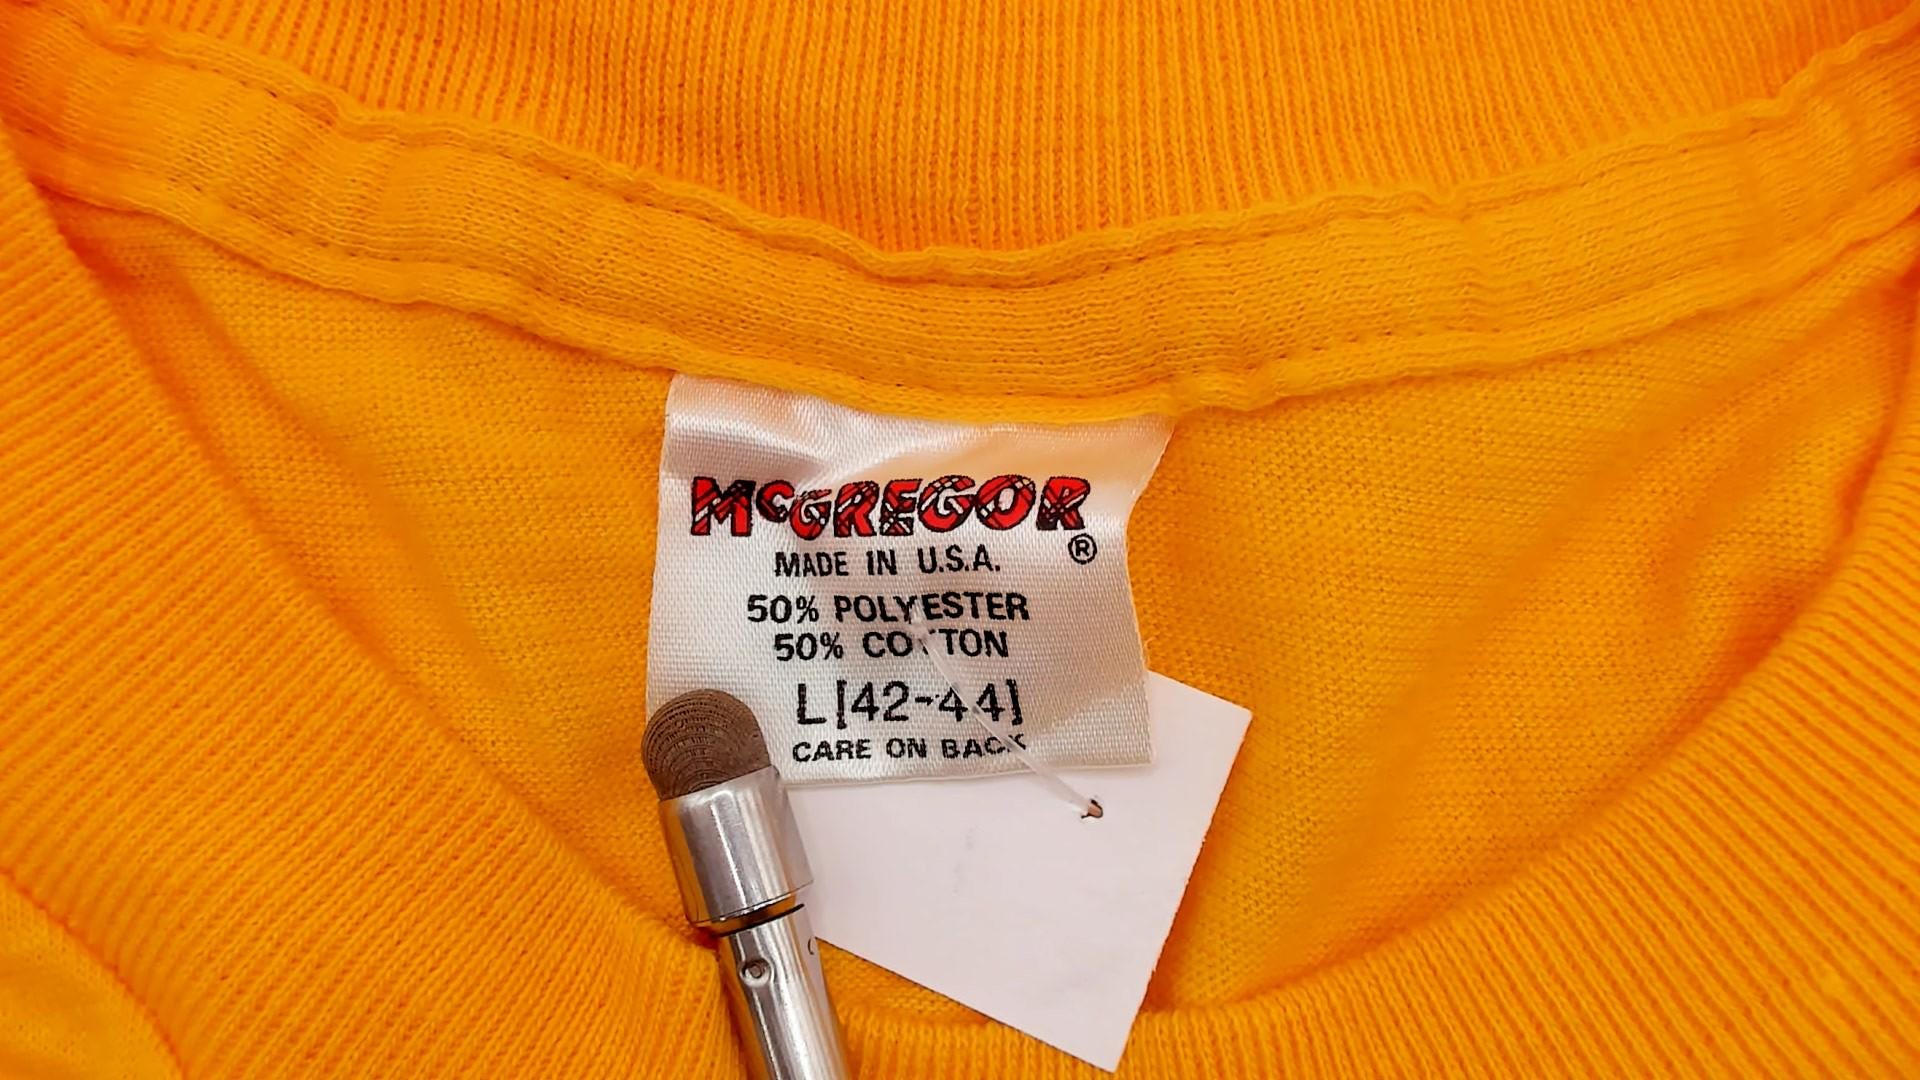 McGREGOR
®
MADE IN U.S.A.
50% POLYESTER
50% COTTON
L[42-44]
CARE ON BACK